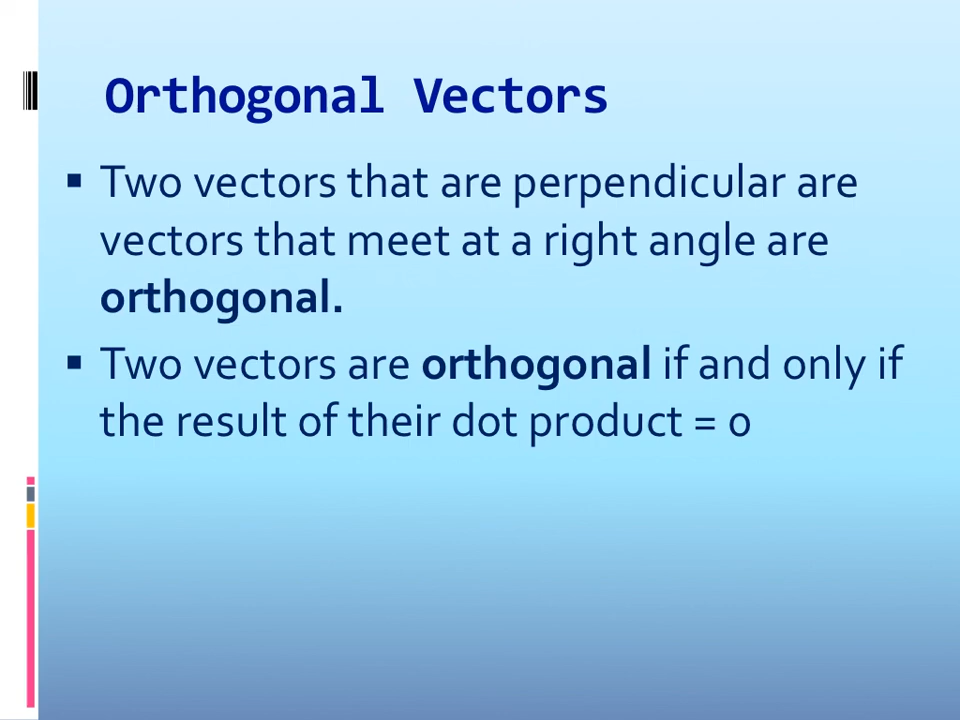 Orthogonal Vectors
▪ Two vectors that are perpendicular are
vectors that meet at a right angle are
orthogonal.
▪ Two vectors are orthogonal if and only if
the result of their dot product = 0